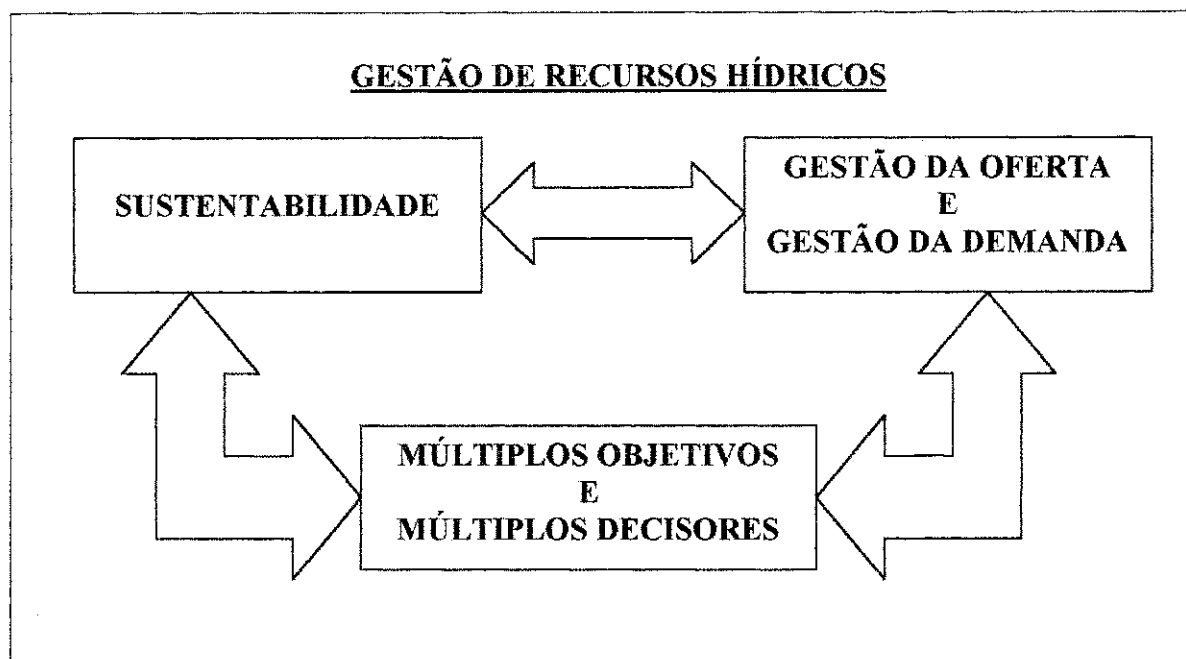 GESTÃO DE RECURSOS HÍDRICOS
SUSTENTABILIDADE
GESTÃO DA OFERTA
E
GESTÃO DA DEMANDA
MÚLTIPLOS OBJETIVOS
E
MÚLTIPLOS DECISORES